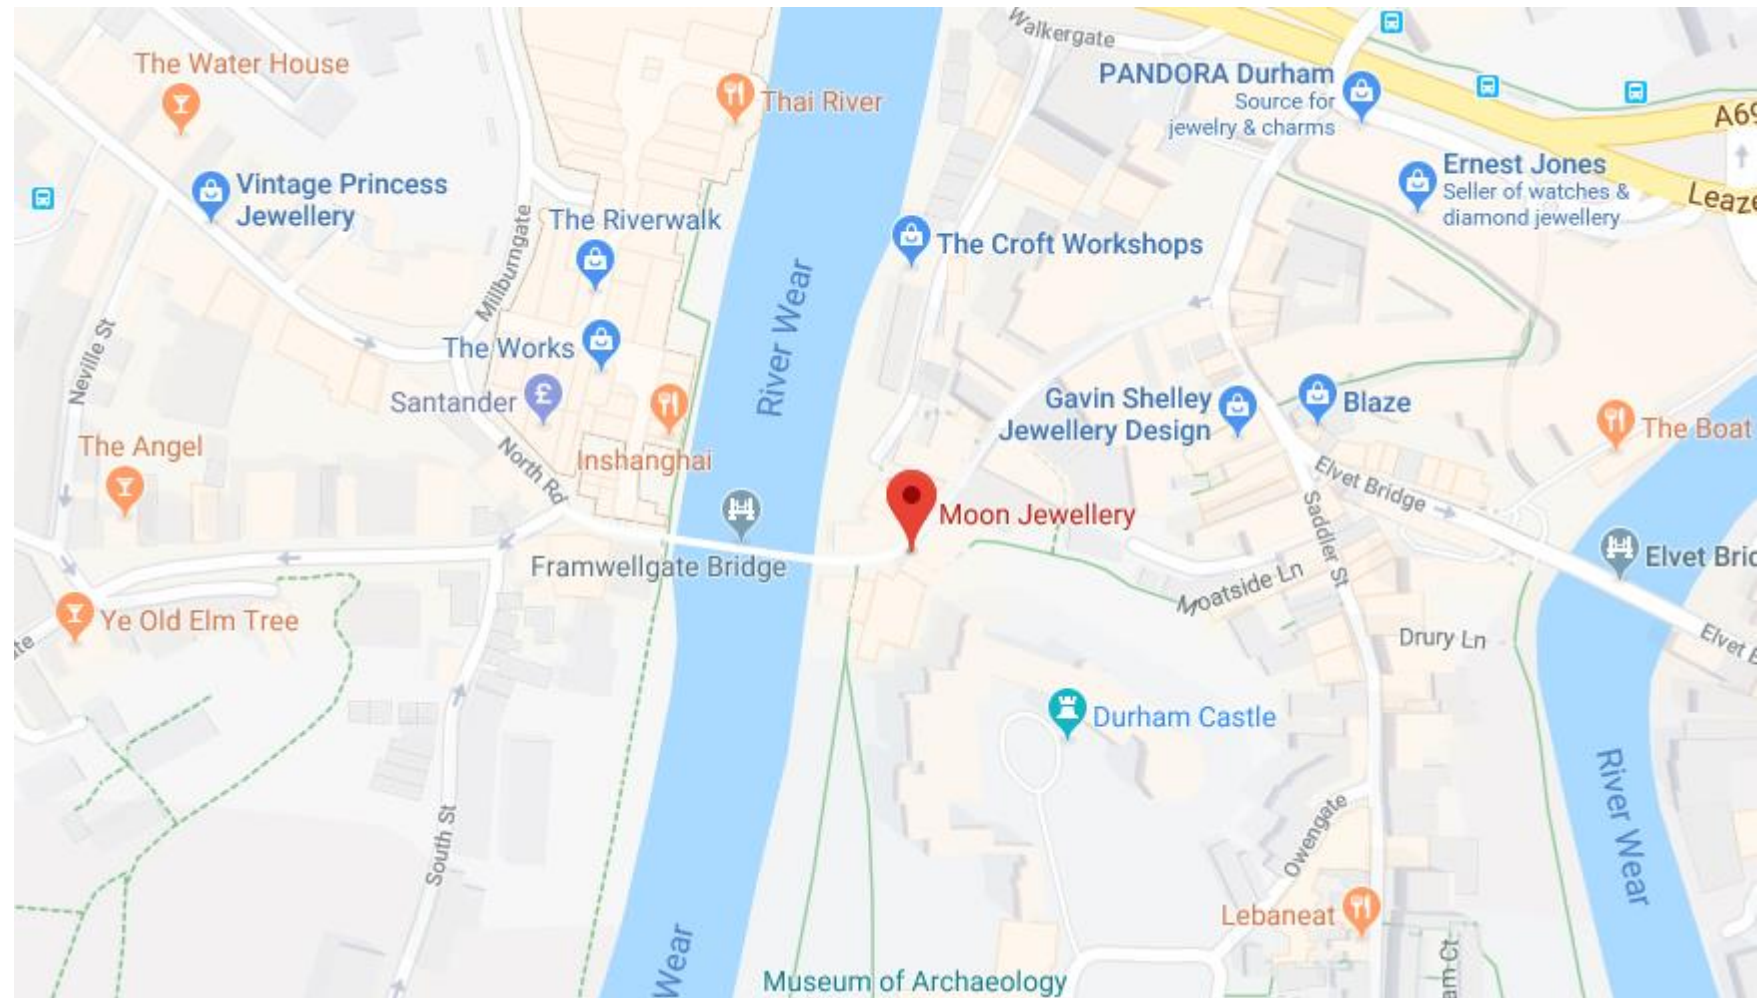 Walkergate
The Water House
Thai River
PANDORA Durham
Source for
jewelry & charms
A69
Vintage Princess
Jewellery
Millburngate
The Riverwalk
The Croft Workshops
Ernest Jones
Seller of watches &
diamond jewellery
Leaze
River Wear
Neville St
The Works
Santander
Gavin Shelley
Jewellery Design
Blaze
The Boat
The Angel
North Rd
Inshanghai
Elvet Bridge
Saddler St
Moon Jewellery
Framwellgate Bridge
Elvet Brid
Moatside Ln
Ye Old Elm Tree
te
Drury Ln
Elvet B
Durham Castle
River Wear
South St
Owengate
Lebaneat
Wear
Museum of Archaeology
am Ct
£